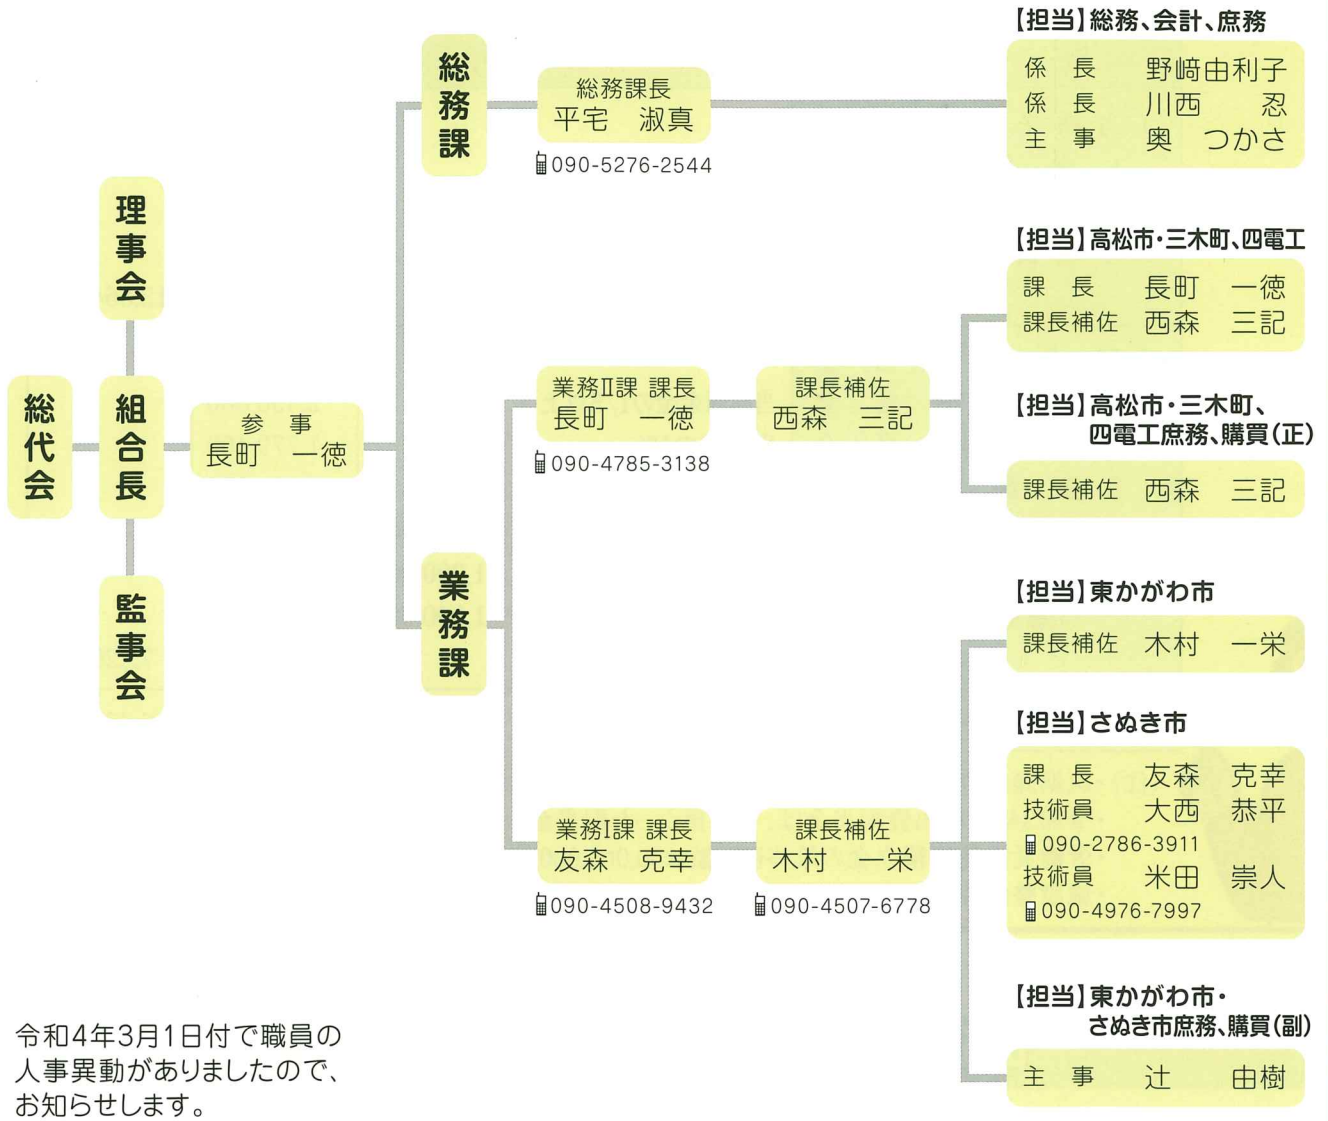 総代会
理事会
組合長
監事会
参　事
長町　一徳
総務課
総務課長
平宅　淑真
090-5276-2544
【担当】総務、会計、庶務
係　長　野﨑由利子
係　長　川西　　忍
主　事　奥　つかさ
業務課
業務Ⅱ課 課長
長町　一徳
090-4785-3138
課長補佐
西森　三記
【担当】高松市・三木町、四電工
課　長　長町　一徳
課長補佐　西森　三記
【担当】高松市・三木町、
四電工庶務、購買(正)
課長補佐　西森　三記
業務Ⅰ課 課長
友森　克幸
090-4508-9432
課長補佐
木村　一栄
090-4507-6778
【担当】東かがわ市
課長補佐　木村　一栄
【担当】さぬき市
課　長　友森　克幸
技術員　大西　恭平
090-2786-3911
技術員　米田　崇人
090-4976-7997
【担当】東かがわ市・
さぬき市庶務、購買(副)
主　事　辻　　由樹
令和4年3月1日付で職員の
人事異動がありましたので、
お知らせします。